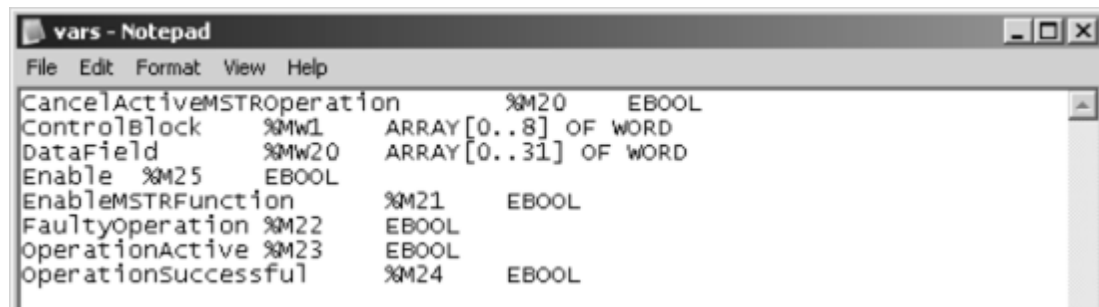 vars - Notepad
File Edit Format View Help
CancelActiveMSTROperation %M20 EBOOL
ControlBlock %MW1 ARRAY[0..8] OF WORD
DataField %MW20 ARRAY[0..31] OF WORD
Enable %M25 EBOOL
EnableMSTRFunction %M21 EBOOL
FaultyOperation %M22 EBOOL
OperationActive %M23 EBOOL
OperationSuccessful %M24 EBOOL